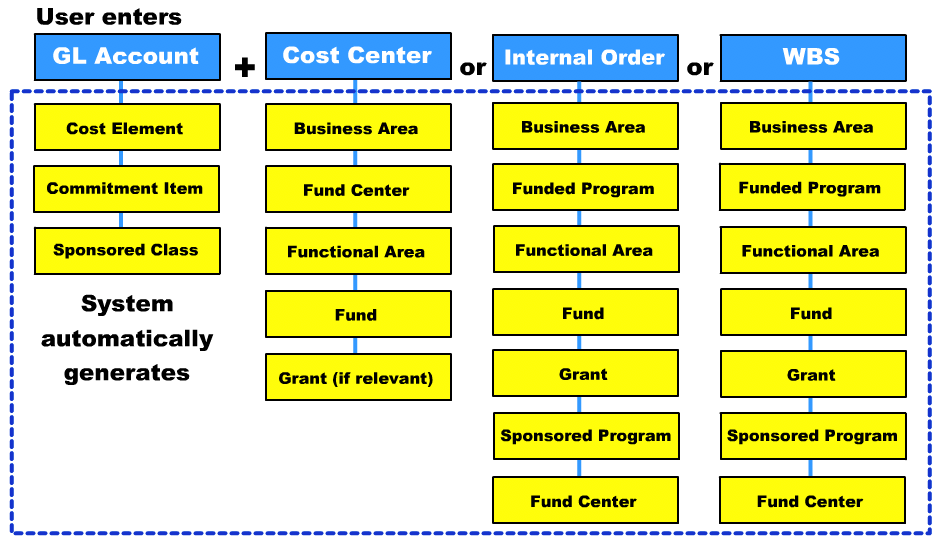 User enters
GL Account
+
Cost Center
or
Internal Order
or
WBS
Cost Element
Commitment Item
Sponsored Class
System
automatically
generates
Business Area
Fund Center
Functional Area
Fund
Grant (if relevant)
Business Area
Funded Program
Functional Area
Fund
Grant
Sponsored Program
Fund Center
Business Area
Funded Program
Functional Area
Fund
Grant
Sponsored Program
Fund Center